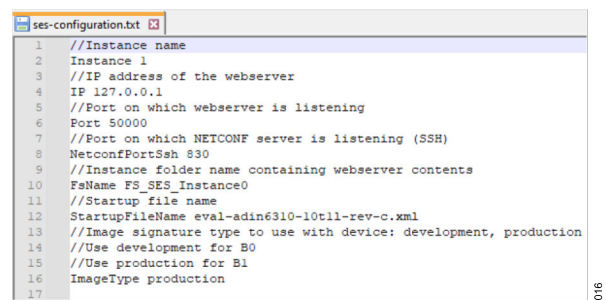 ses-configuration.txt
1 //Instance name
2 Instance 1
3 //IP address of the webserver
4 IP 127.0.0.1
5 //Port on which webserver is listening
6 Port 50000
7 //Port on which NETCONF server is listening (SSH)
8 NetconfPortSsh 830
9 //Instance folder name containing webserver contents
10 FsName FS_SES_Instance0
11 //Startup file name
12 StartupFileName eval-adin6310-10t1l-rev-c.xml
13 //Image signature type to use with device: development, production
14 //Use development for B0
15 //Use production for B1
16 ImageType production
17
016